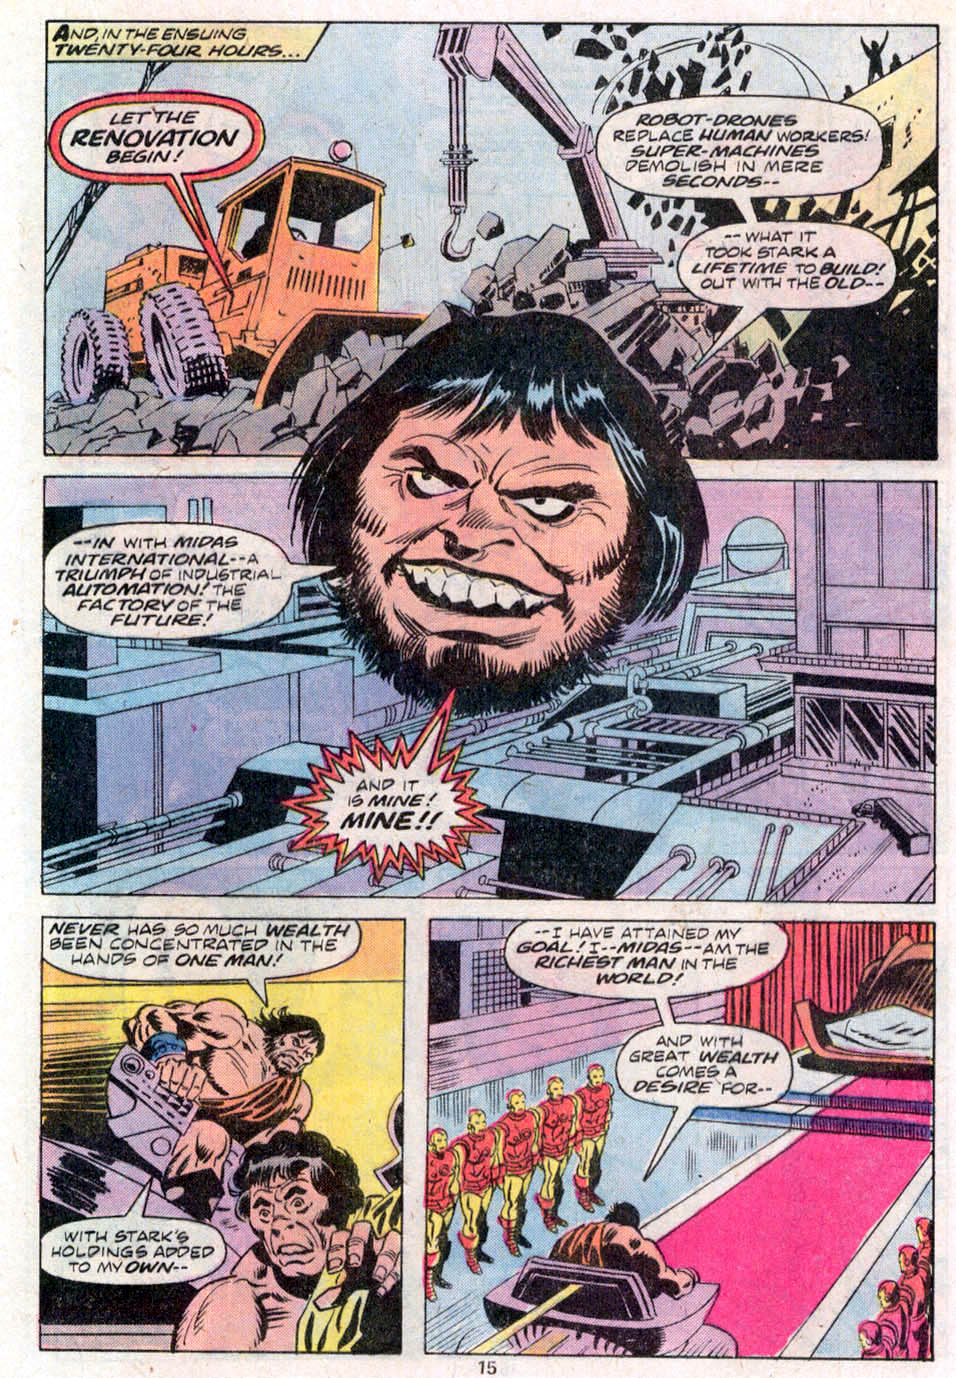 AND, IN THE ENSUING
TWENTY-FOUR HOURS...
LET THE
RENOVATION
BEGIN!
ROBOT-DRONES
REPLACE HUMAN WORKERS!
SUPER-MACHINES
DEMOLISH IN MERE
SECONDS--
--WHAT IT
TOOK STARK A
LIFETIME TO BUILD!
OUT WITH THE OLD--
--IN WITH MIDAS
INTERNATIONAL--A
TRIUMPH OF INDUSTRIAL
AUTOMATION! THE
FACTORY OF THE
FUTURE!
AND IT
IS MINE!
MINE!!
NEVER HAS SO MUCH WEALTH
BEEN CONCENTRATED IN THE
HANDS OF ONE MAN!
WITH STARK'S
HOLDINGS ADDED
TO MY OWN--
--I HAVE ATTAINED MY
GOAL! I--MIDAS--AM THE
RICHEST MAN IN THE
WORLD!
AND WITH
GREAT WEALTH
COMES A
DESIRE FOR--
15